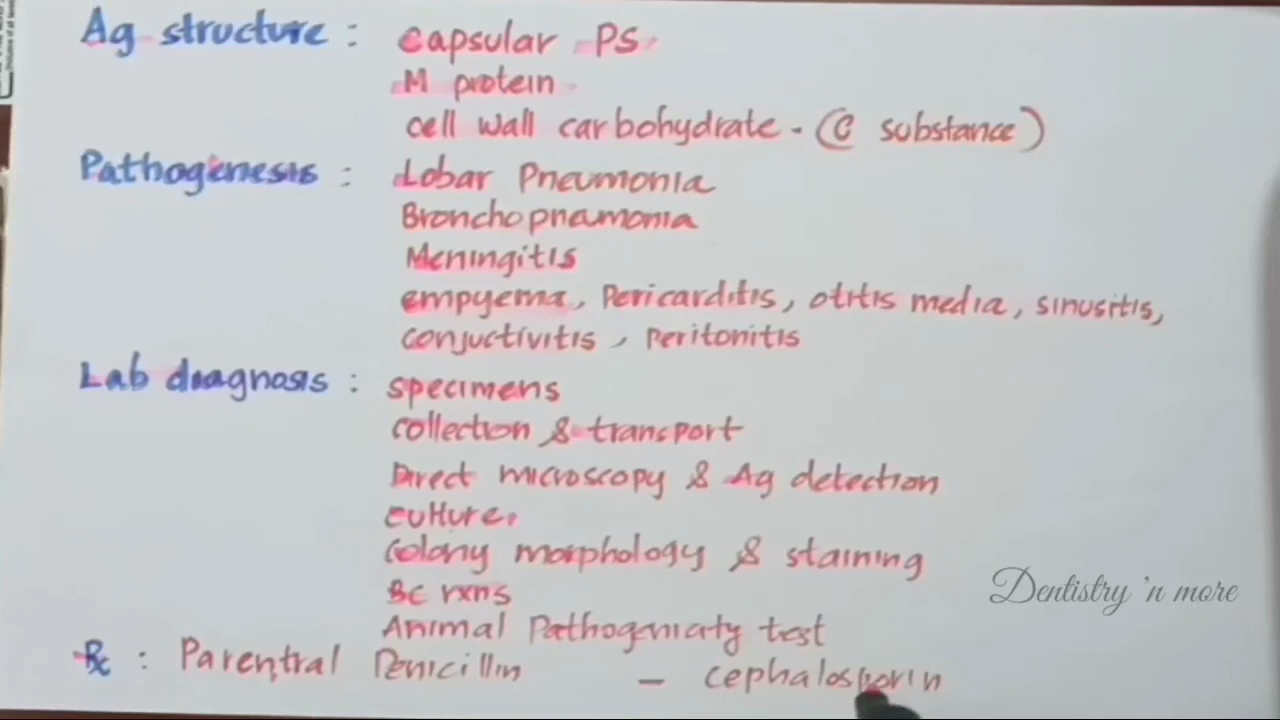 Ag structure : capsular PS
M protein
cell wall carbohydrate. (C substance)
Pathogenesis : Lobar Pneumonia
Bronchopneumonia
Meningitis
empyema, Pericarditis, otitis media, sinusitis,
conjuctivitis, Peritonitis
Lab diagnosis : specimens
collection & transport
Direct microscopy & Ag detection
culture.
Colony morphology & staining
BC rxns
Animal Pathogenicity test
Rx : Parentral Penicillin - cephalosporin
Dentistry 'n more